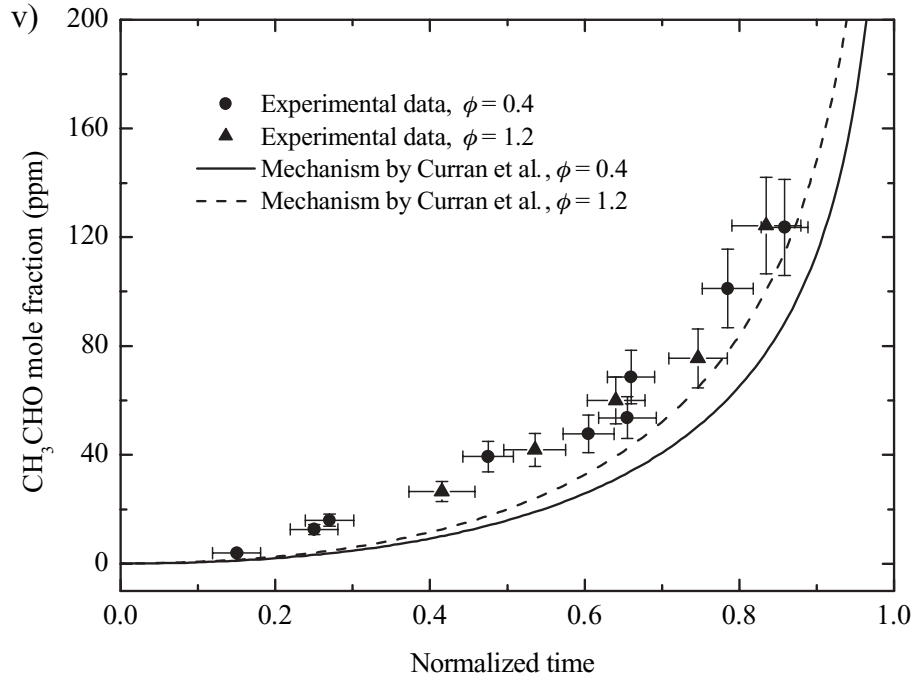 v)
200
160
120
80
40
0
CH₃CHO mole fraction (ppm)
Experimental data, ϕ = 0.4
Experimental data, ϕ = 1.2
Mechanism by Curran et al., ϕ = 0.4
Mechanism by Curran et al., ϕ = 1.2
0.0 0.2 0.4 0.6 0.8 1.0
Normalized time